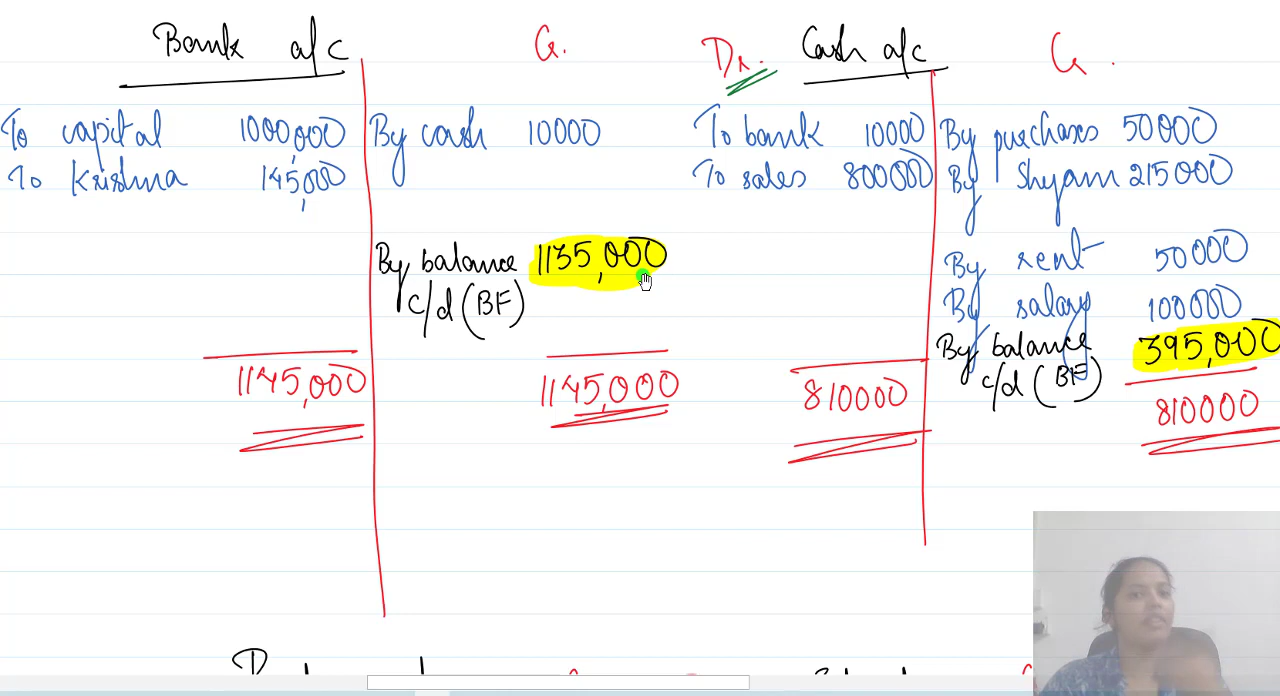 Bank a/c Cr.
To capital 1000,000 By cash 10000
To Krishna 145,000
By balance 1135,000
c/d (BF)
1145,000 1145,000
Dr. Cash a/c Cr.
To bank 10000 By purchases 50000
To sales 800000 By Shyam 215000
By rent 50000
By salary 100000
By balance 395,000
c/d (BF)
810000 810000